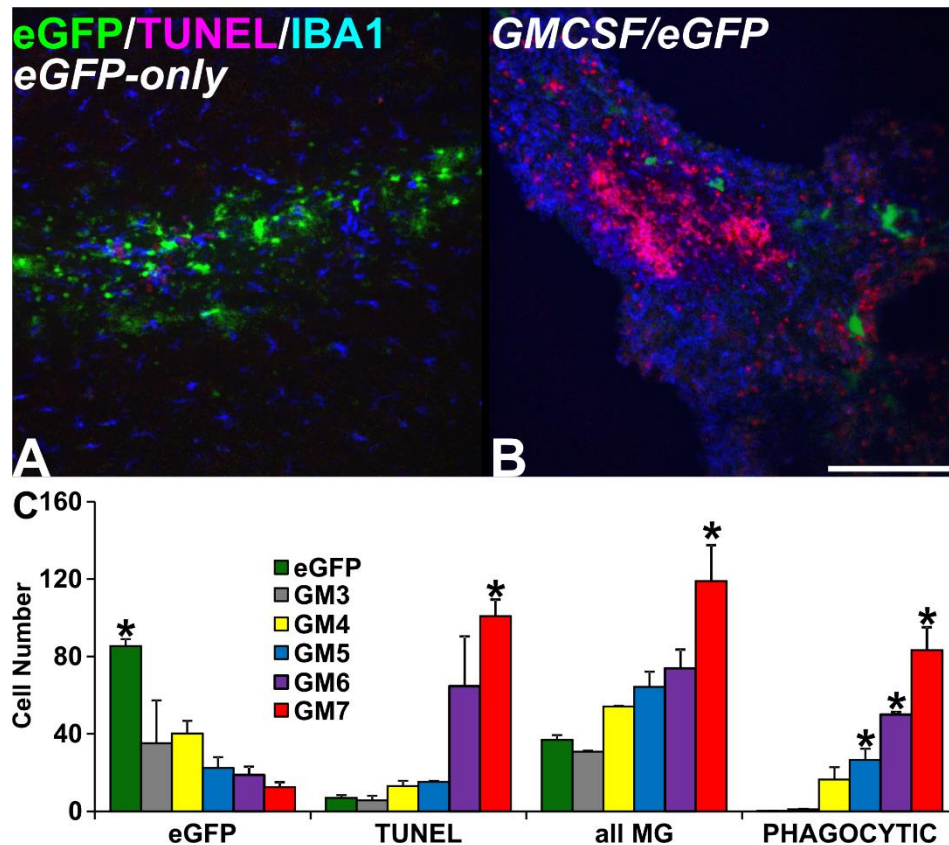 eGFP/TUNEL/IBA1
eGFP-only
GMCSF/eGFP
A
B
C
160
120
80
40
0
Cell Number
eGFP
GM3
GM4
GM5
GM6
GM7
*
*
*
*
*
*
eGFP
TUNEL
all MG
PHAGOCYTIC